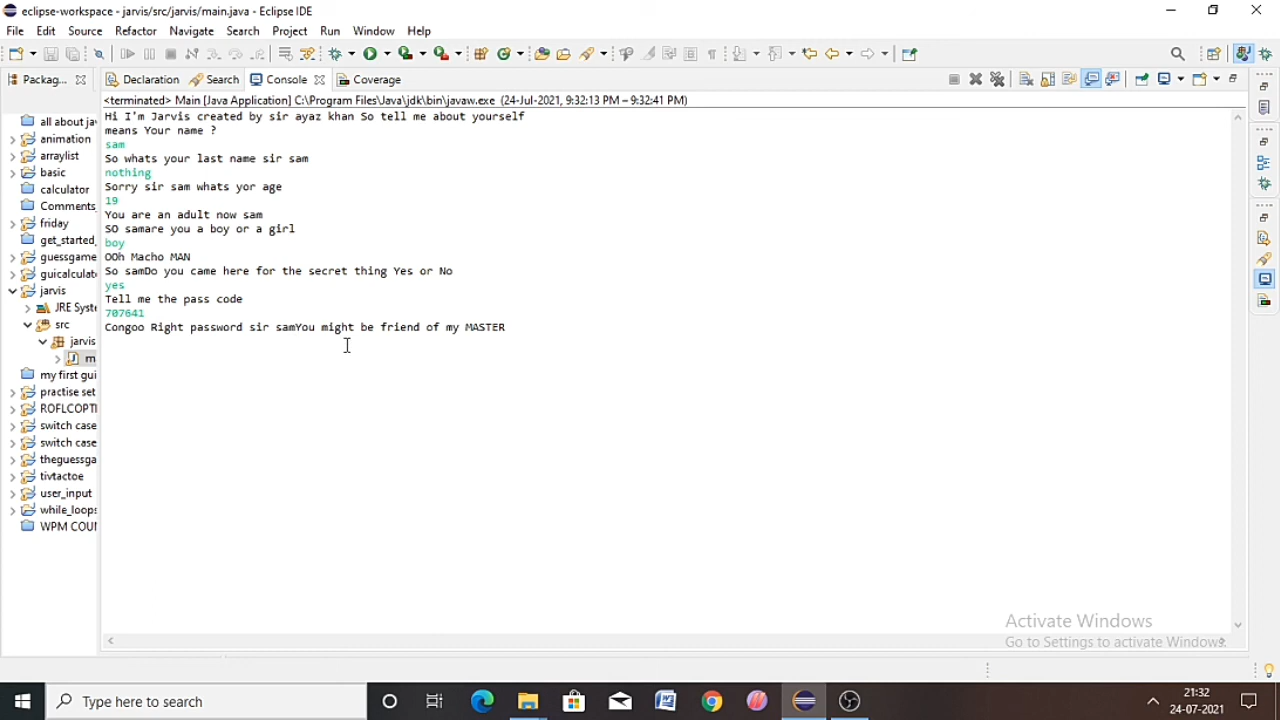 eclipse-workspace - jarvis/src/jarvis/main.java - Eclipse IDE
File Edit Source Refactor Navigate Search Project Run Window Help
Packag... Declaration Search Console Coverage
<terminated> Main [Java Application] C:\Program Files\Java\jdk\bin\javaw.exe (24-Jul-2021, 9:32:13 PM – 9:32:41 PM)
Hi I'm Jarvis created by sir ayaz khan So tell me about yourself
means Your name ?
sam
So whats your last name sir sam
nothing
Sorry sir sam whats yor age
19
You are an adult now sam
SO samare you a boy or a girl
boy
OOh Macho MAN
So samDo you came here for the secret thing Yes or No
yes
Tell me the pass code
707641
Congoo Right password sir samYou might be friend of my MASTER
all about ja
animation
arraylist
basic
calculator
Comments
friday
get_started
guessgame
guicalculat
jarvis
JRE Syste
src
jarvis
m
my first gui
practise set
ROFLCOPT
switch case
switch case
theguessga
tivtactoe
user_input
while_loops
WPM COU
Activate Windows
Go to Settings to activate Windows.
Type here to search
21:32
24-07-2021